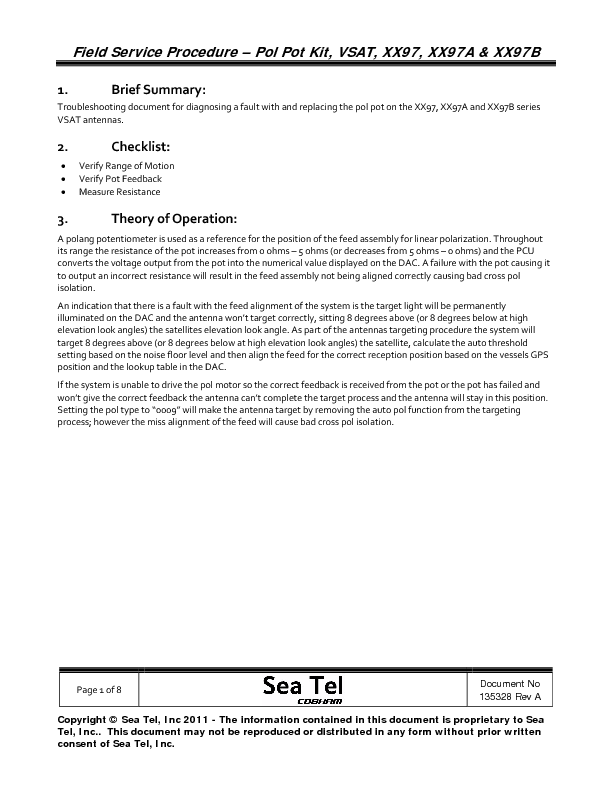 Field Service Procedure – Pol Pot Kit, VSAT, XX97, XX97A & XX97B
1. Brief Summary:
Troubleshooting document for diagnosing a fault with and replacing the pol pot on the XX97, XX97A and XX97B series
VSAT antennas.
2. Checklist:
• Verify Range of Motion
• Verify Pot Feedback
• Measure Resistance
3. Theory of Operation:
A polang potentiometer is used as a reference for the position of the feed assembly for linear polarization. Throughout
its range the resistance of the pot increases from 0 ohms – 5 ohms (or decreases from 5 ohms – 0 ohms) and the PCU
converts the voltage output from the pot into the numerical value displayed on the DAC. A failure with the pot causing it
to output an incorrect resistance will result in the feed assembly not being aligned correctly causing bad cross pol
isolation.
An indication that there is a fault with the feed alignment of the system is the target light will be permanently
illuminated on the DAC and the antenna won't target correctly, sitting 8 degrees above (or 8 degrees below at high
elevation look angles) the satellites elevation look angle. As part of the antennas targeting procedure the system will
target 8 degrees above (or 8 degrees below at high elevation look angles) the satellite, calculate the auto threshold
setting based on the noise floor level and then align the feed for the correct reception position based on the vessels GPS
position and the lookup table in the DAC.
If the system is unable to drive the pol motor so the correct feedback is received from the pot or the pot has failed and
won't give the correct feedback the antenna can't complete the target process and the antenna will stay in this position.
Setting the pol type to "0009" will make the antenna target by removing the auto pol function from the targeting
process; however the miss alignment of the feed will cause bad cross pol isolation.
Page 1 of 8
Sea Tel
COBHAM
Document No
135328 Rev A
Copyright © Sea Tel, Inc 2011 - The information contained in this document is proprietary to Sea
Tel, Inc.. This document may not be reproduced or distributed in any form without prior written
consent of Sea Tel, Inc.